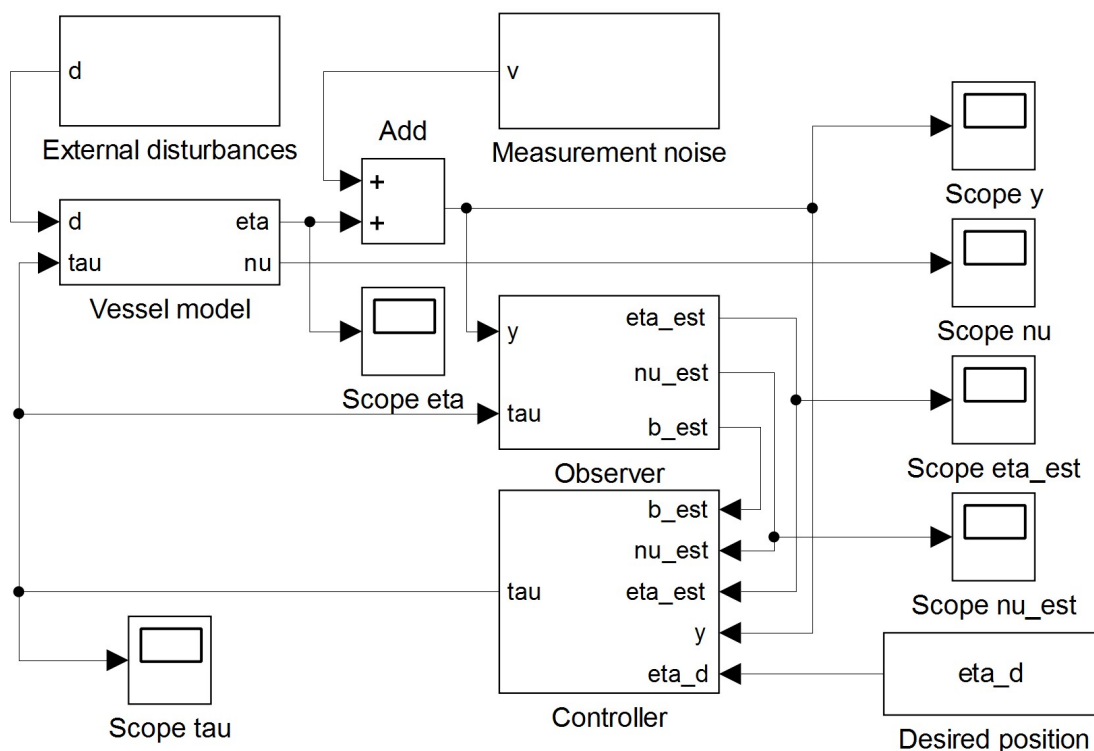 d
External disturbances
v
Measurement noise
Add
+
+
Scope y
d
tau
eta
nu
Vessel model
Scope nu
Scope eta
y
tau
eta_est
nu_est
b_est
Observer
Scope eta_est
tau
b_est
nu_est
eta_est
y
eta_d
Controller
Scope nu_est
eta_d
Desired position
Scope tau